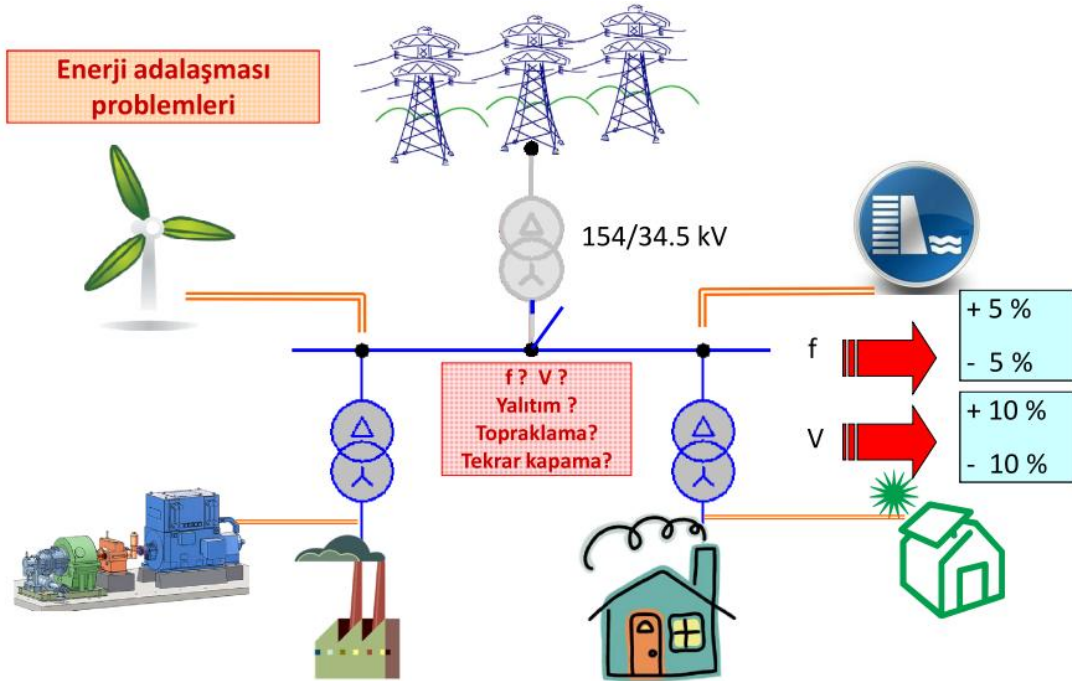 Enerji adalaşması
problemleri
154/34.5 kV
f ? V ?
Yalıtım ?
Topraklama?
Tekrar kapama?
f
+ 5 %
- 5 %
V
+ 10 %
- 10 %